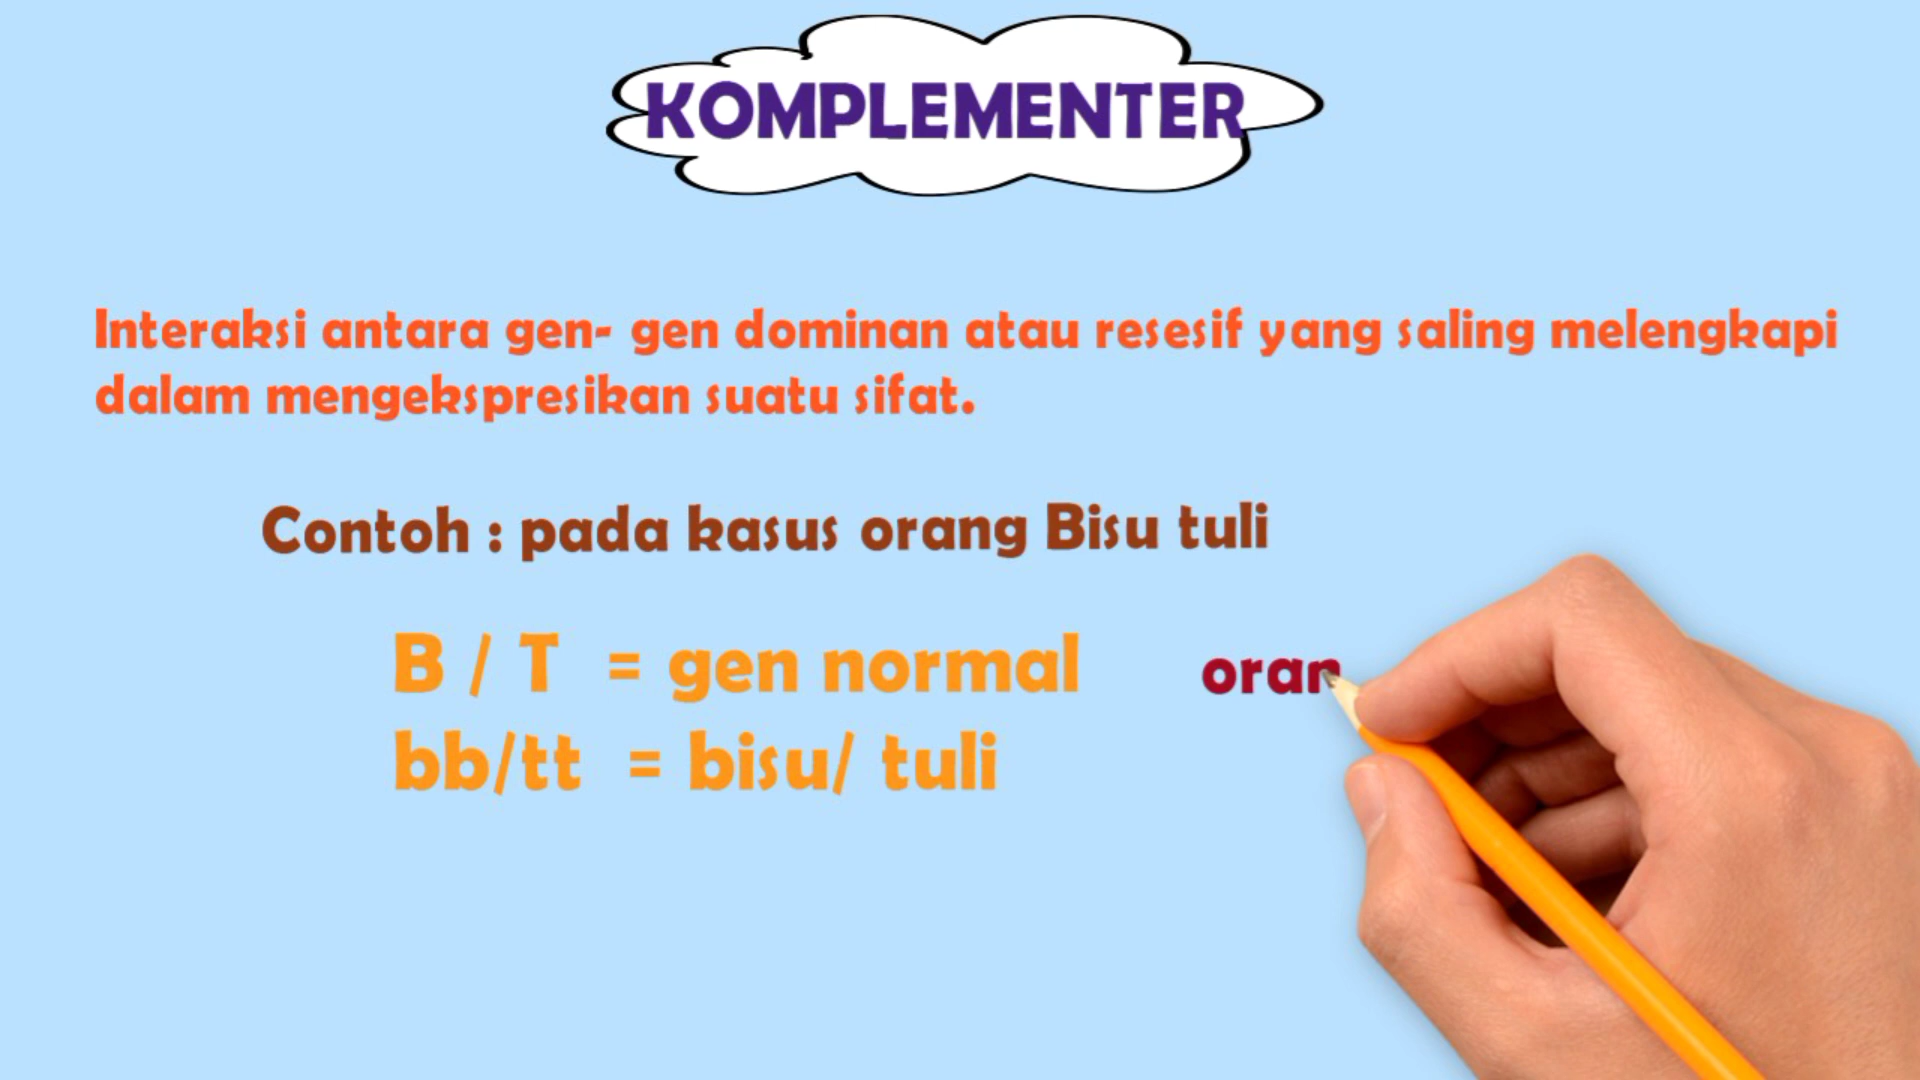 KOMPLEMENTER
Interaksi antara gen- gen dominan atau resesif yang saling melengkapi
dalam mengekspresikan suatu sifat.
Contoh : pada kasus orang Bisu tuli
B / T = gen normal
oran
bb/tt = bisu/ tuli